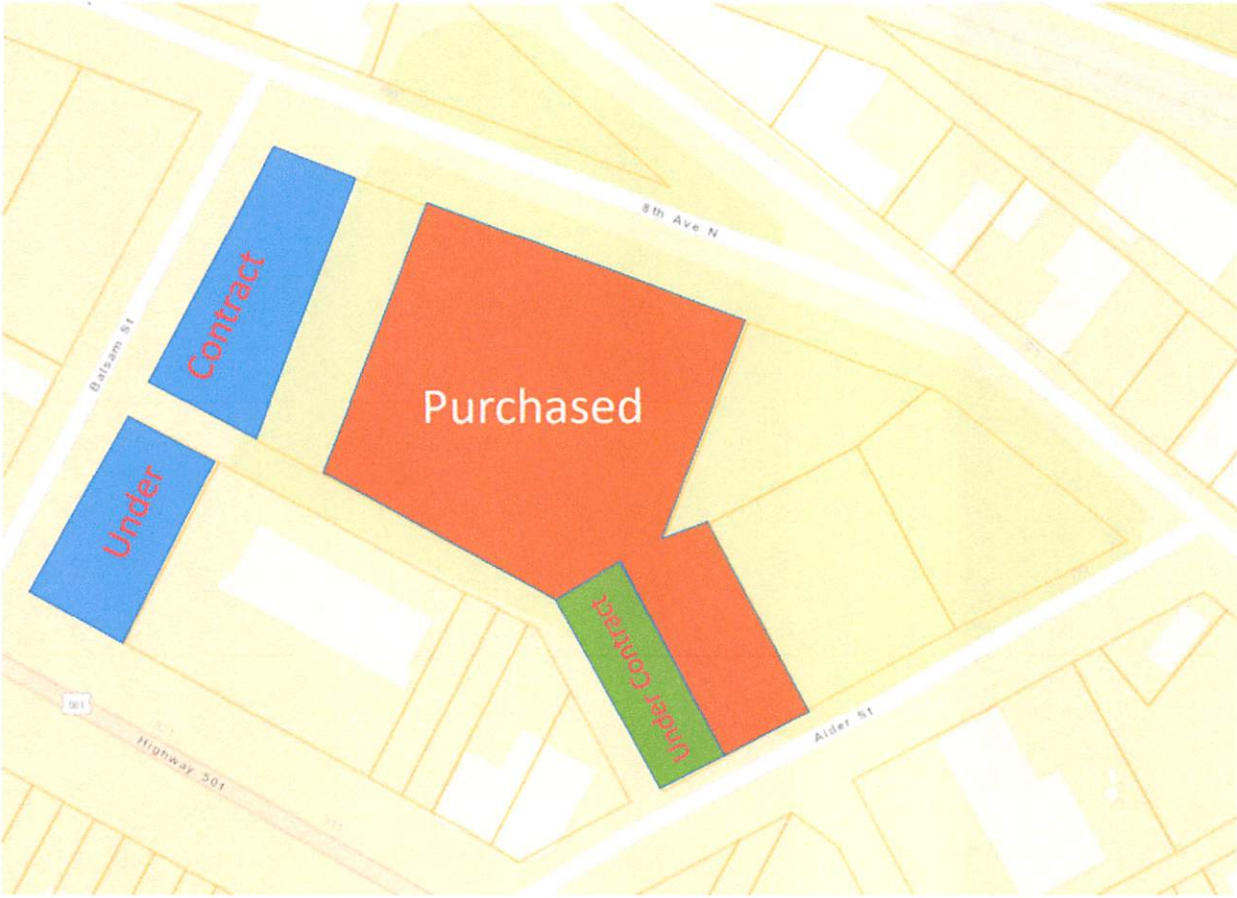 8th Ave N
Contract
Balsam St
Purchased
Under
Under Contract
Alder St
501
Highway 501